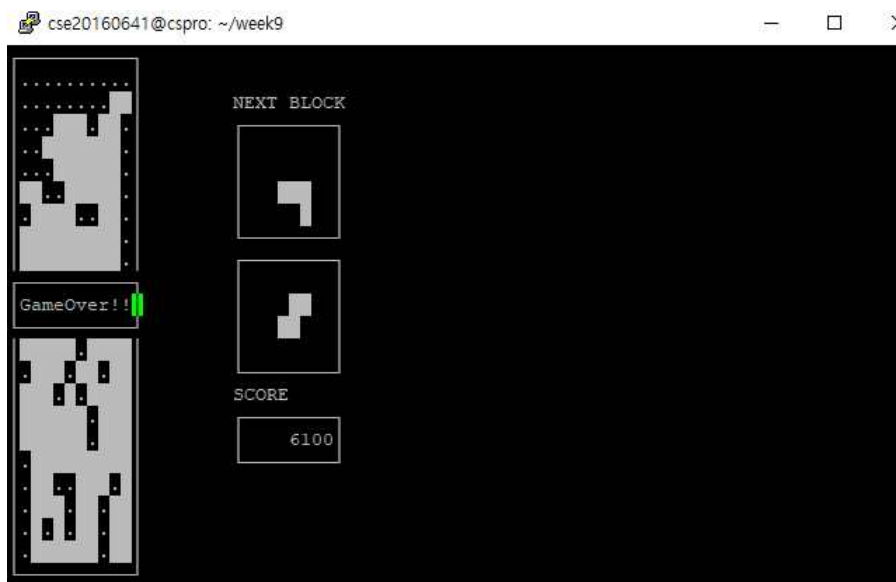 cse20160641@cspro: ~/week9
NEXT BLOCK
GameOver!!
SCORE
6100